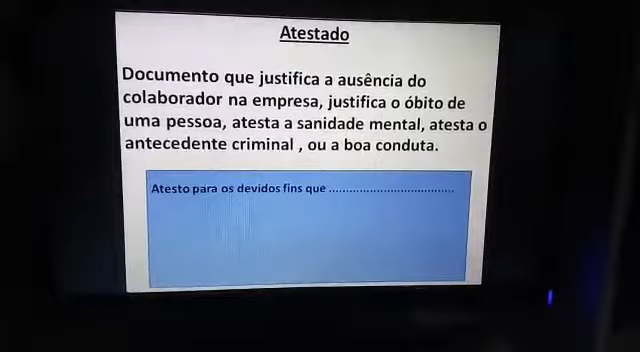 Atestado
Documento que justifica a ausência do
colaborador na empresa, justifica o óbito de
uma pessoa, atesta a sanidade mental, atesta o
antecedente criminal , ou a boa conduta.
Atesto para os devidos fins que .....................................